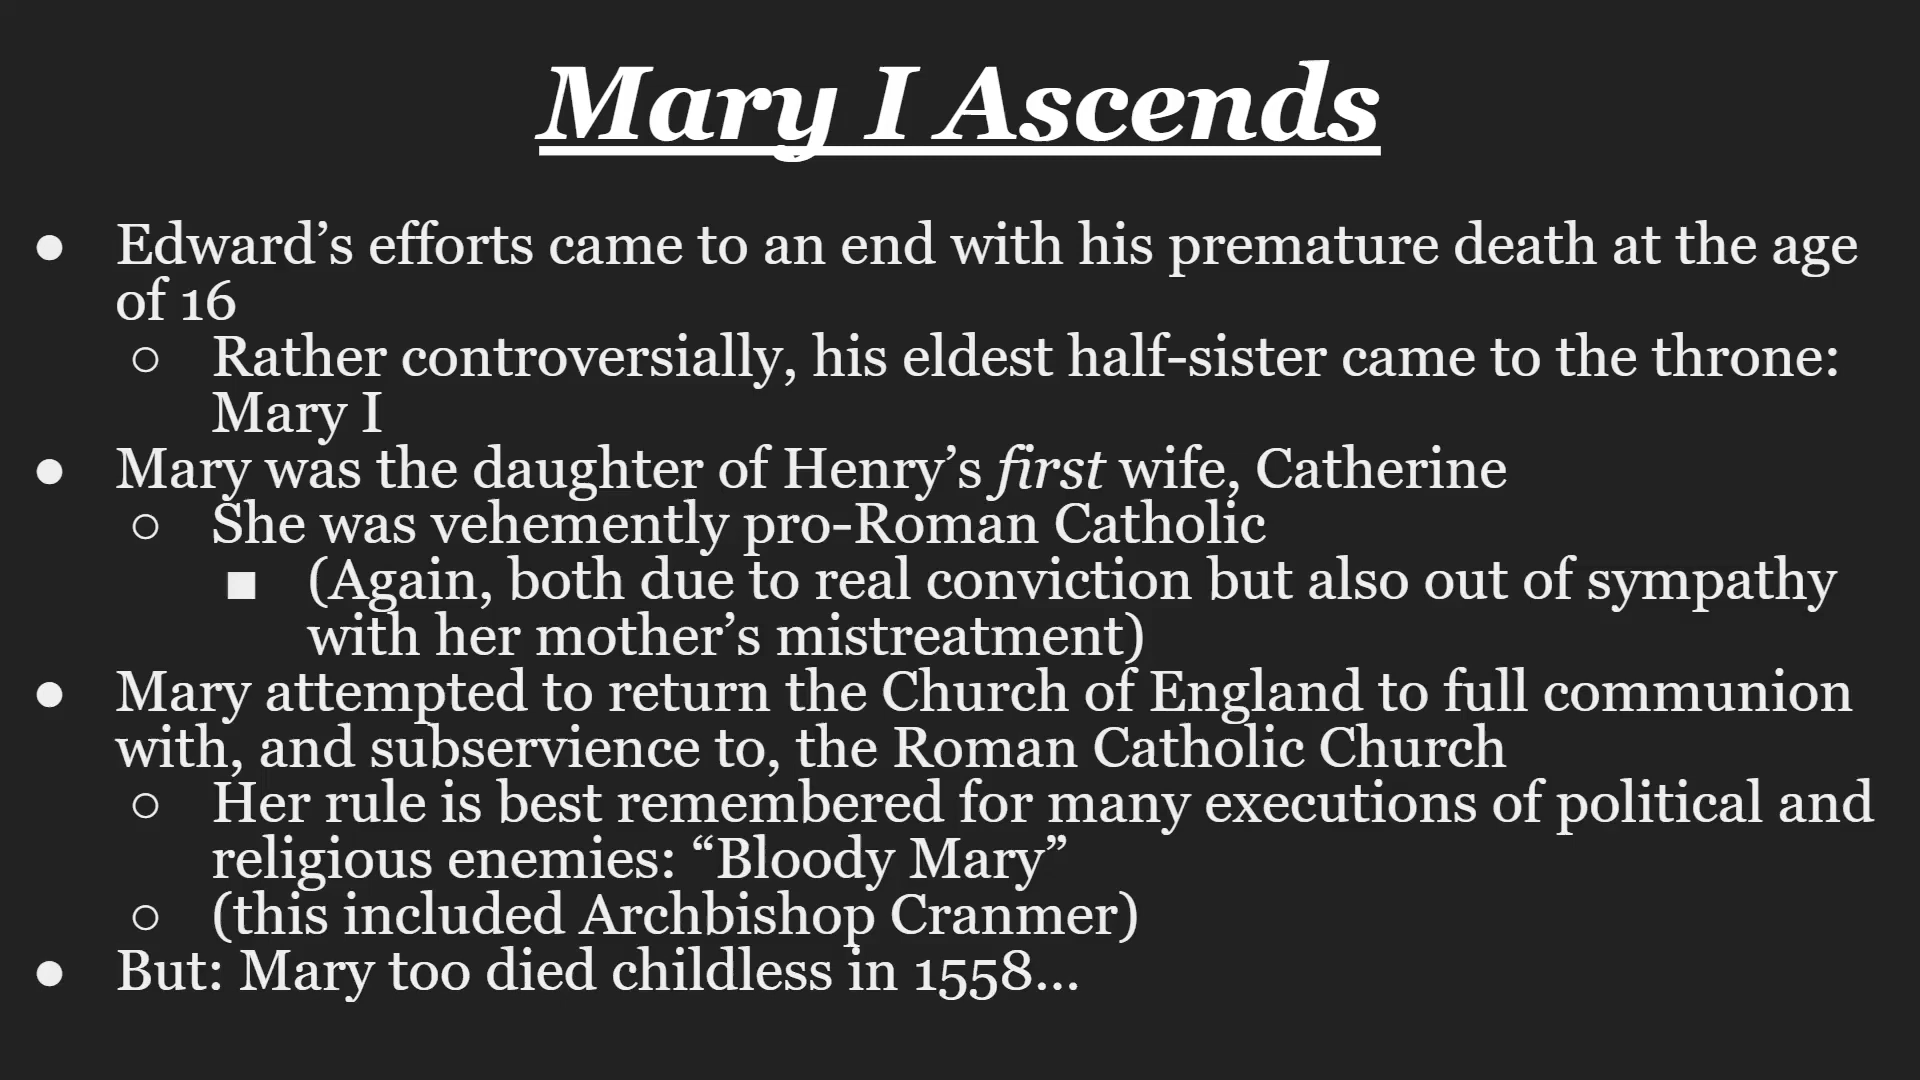 Mary I Ascends
● Edward’s efforts came to an end with his premature death at the age
of 16
○ Rather controversially, his eldest half-sister came to the throne:
Mary I
● Mary was the daughter of Henry’s first wife, Catherine
○ She was vehemently pro-Roman Catholic
■ (Again, both due to real conviction but also out of sympathy
with her mother’s mistreatment)
● Mary attempted to return the Church of England to full communion
with, and subservience to, the Roman Catholic Church
○ Her rule is best remembered for many executions of political and
religious enemies: “Bloody Mary”
○ (this included Archbishop Cranmer)
● But: Mary too died childless in 1558...